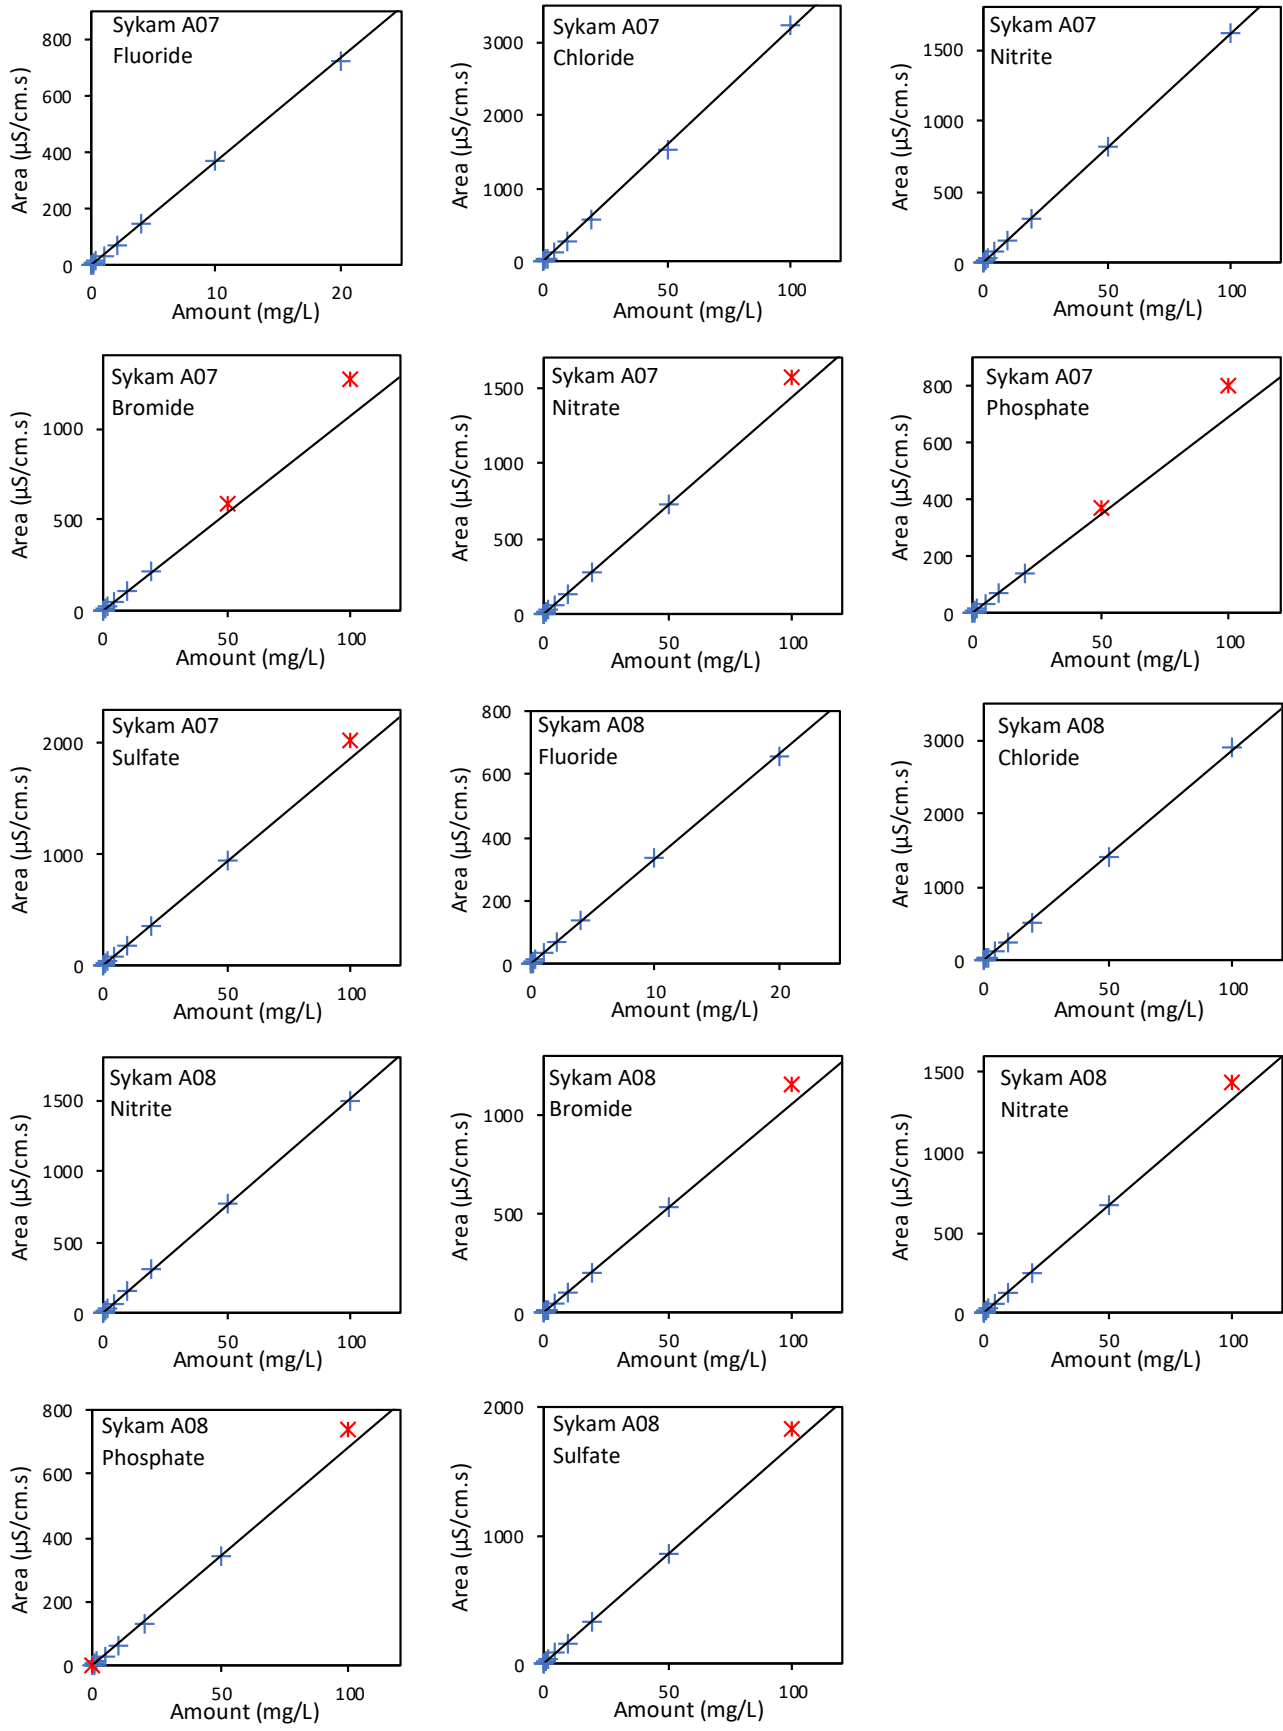 Sykam A07
Fluoride
Area (µS/cm.s)
800
600
400
200
0
0
10
20
Amount (mg/L)
Sykam A07
Chloride
Area (µS/cm.s)
3000
2000
1000
0
0
50
100
Amount (mg/L)
Sykam A07
Nitrite
Area (µS/cm.s)
1500
1000
500
0
0
50
100
Amount (mg/L)
Sykam A07
Bromide
Area (µS/cm.s)
1000
500
0
0
50
100
Amount (mg/L)
Sykam A07
Nitrate
Area (µS/cm.s)
1500
1000
500
0
0
50
100
Amount (mg/L)
Sykam A07
Phosphate
Area (µS/cm.s)
800
600
400
200
0
0
50
100
Amount (mg/L)
Sykam A07
Sulfate
Area (µS/cm.s)
2000
1000
0
0
50
100
Amount (mg/L)
Sykam A08
Fluoride
Area (µS/cm.s)
800
600
400
200
0
0
10
20
Amount (mg/L)
Sykam A08
Chloride
Area (µS/cm.s)
3000
2000
1000
0
0
50
100
Amount (mg/L)
Sykam A08
Nitrite
Area (µS/cm.s)
1500
1000
500
0
0
50
100
Amount (mg/L)
Sykam A08
Bromide
Area (µS/cm.s)
1000
500
0
0
50
100
Amount (mg/L)
Sykam A08
Nitrate
Area (µS/cm.s)
1500
1000
500
0
0
50
100
Amount (mg/L)
Sykam A08
Phosphate
Area (µS/cm.s)
800
600
400
200
0
0
50
100
Amount (mg/L)
Sykam A08
Sulfate
Area (µS/cm.s)
2000
1000
0
0
50
100
Amount (mg/L)